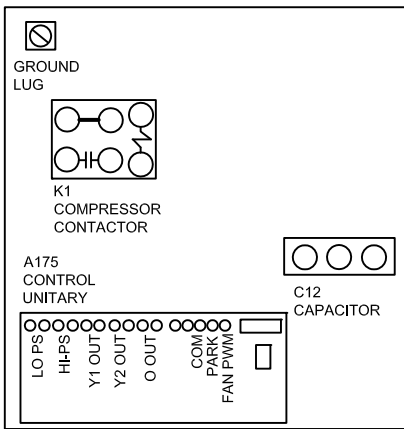 GROUND
LUG
K1
COMPRESSOR
CONTACTOR
A175
CONTROL
UNITARY
C12
CAPACITOR
LO PS
HI-PS
Y1 OUT
Y2 OUT
O OUT
COM
PARK
FAN PWM